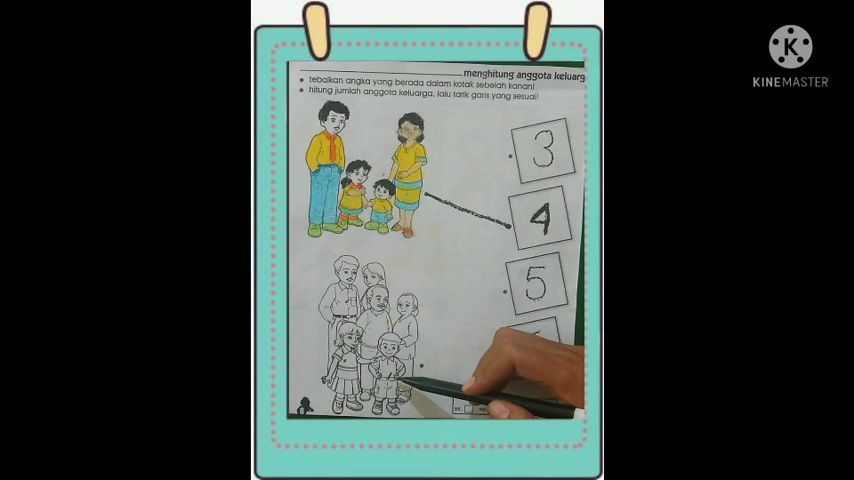 menghitung anggota keluarg
tebalkan angka yang berada dalam kotak sebelah kanan!
hitung jumlah anggota keluarga, lalu tarik garis yang sesuai!
3
4
5
8
K
KINEMASTER